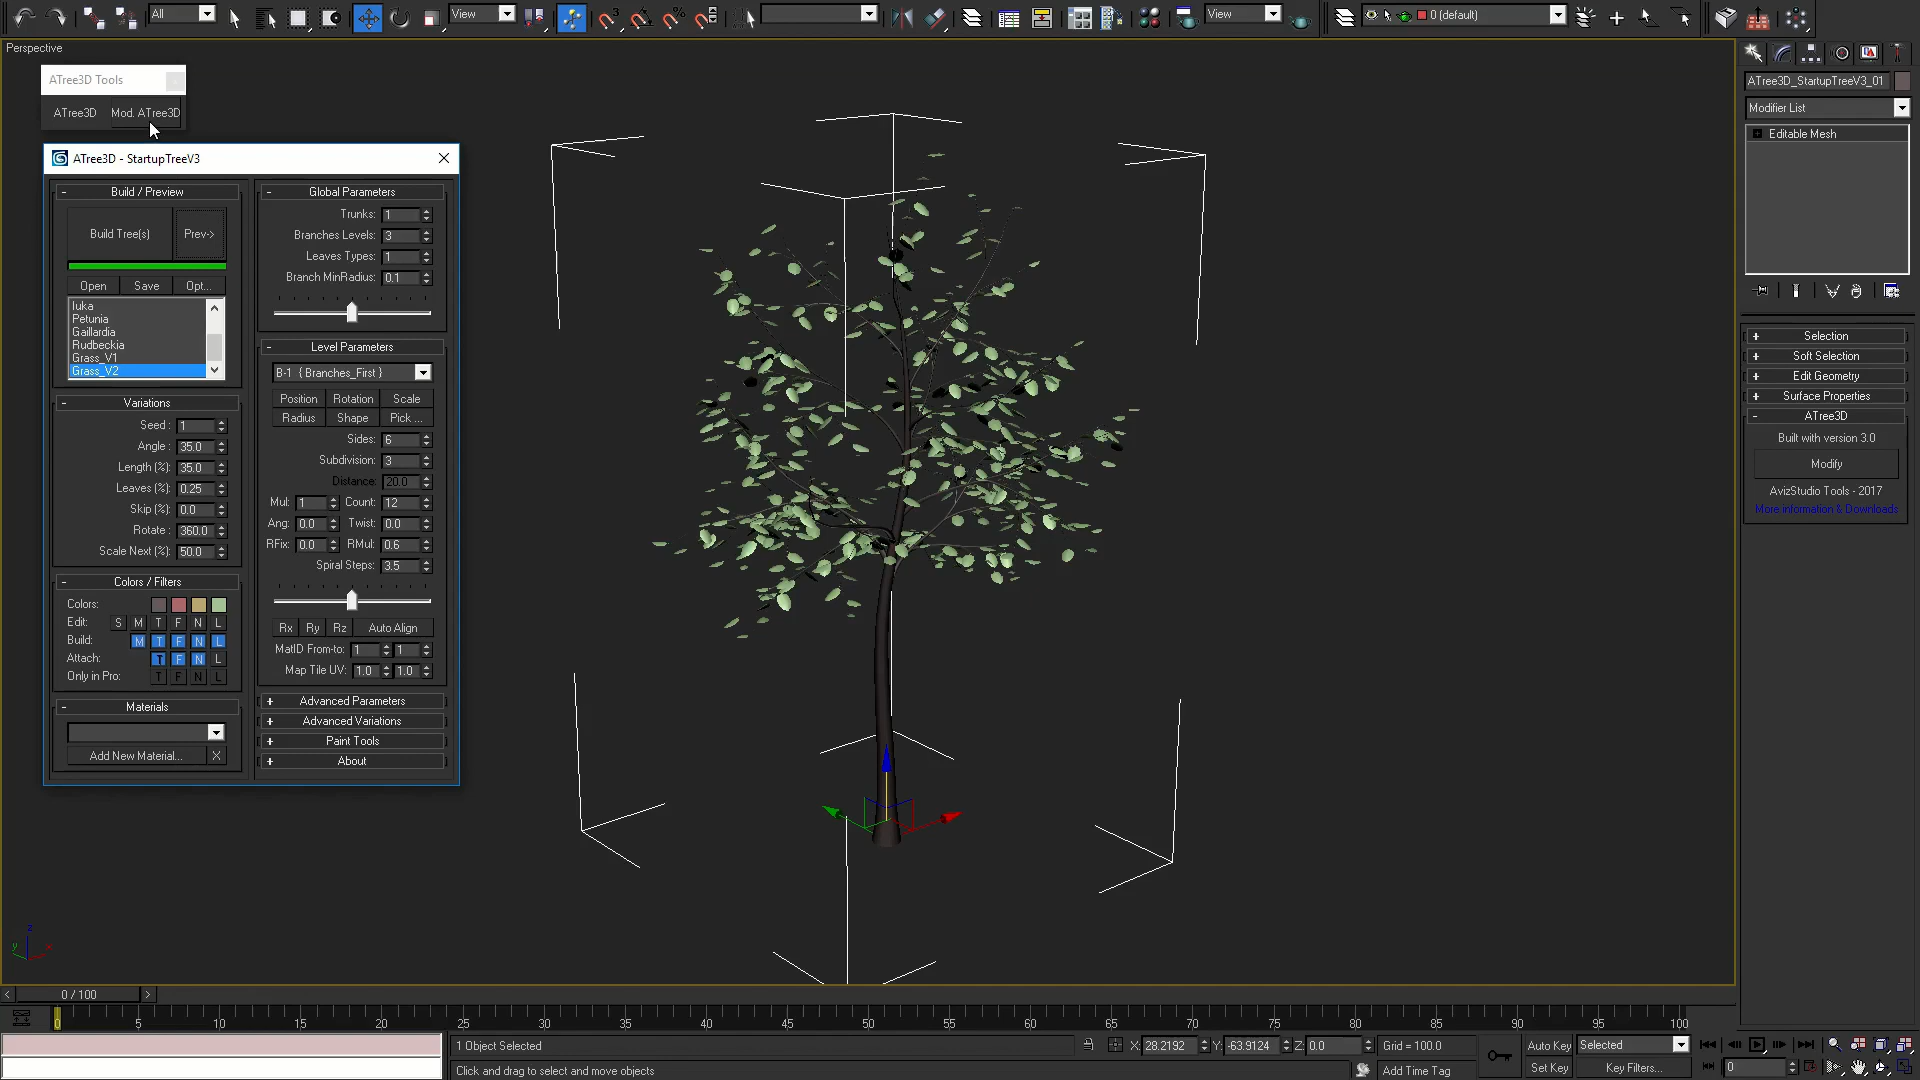 All
View
View
0 (default)
Perspective
ATree3D Tools
ATree3D
Mod. ATree3D
ATree3D - StartupTreeV3
Build / Preview
Build Tree(s)
Prev->
Open
Save
Opt...
Iuka
Petunia
Gaillardia
Rudbeckia
Grass_V1
Grass_V2
Variations
Seed: 1
Angle: 35.0
Length (%): 35.0
Leaves (%): 0.25
Skip (%): 0.0
Rotate: 360.0
Scale Next (%): 50.0
Colors / Filters
Colors:
Edit: S M T F N L
Build: M T F N L
Attach: T F N L
Only in Pro: T F N L
Materials
Add New Material...
X
Global Parameters
Trunks: 1
Branches Levels: 3
Leaves Types: 1
Branch MinRadius: 0.1
Level Parameters
B-1 { Branches_First }
Position Rotation Scale
Radius Shape Pick ...
Sides: 6
Subdivision: 3
Distance: 20.0
Mul: 1 Count: 12
Ang: 0.0 Twist: 0.0
RFix: 0.0 RMul: 0.6
Spiral Steps: 3.5
Rx Ry Rz Auto Align
MatID From-to: 1 1
Map Tile UV: 1.0 1.0
Advanced Parameters
Advanced Variations
Paint Tools
About
ATree3D_StartupTreeV3_01
Modifier List
Editable Mesh
Selection
Soft Selection
Edit Geometry
Surface Properties
ATree3D
Built with version 3.0
Modify
AvizStudio Tools - 2017
More information & Downloads
z
y
x
0 / 100
0 5 10 15 20 25 30 35 40 45 50 55 60 65 70 75 80 85 90 95 100
1 Object Selected
X: 28.2192 Y: -63.9124 Z: 0.0
Grid = 100.0
Auto Key
Selected
Click and drag to select and move objects
Add Time Tag
Set Key
Key Filters...
0